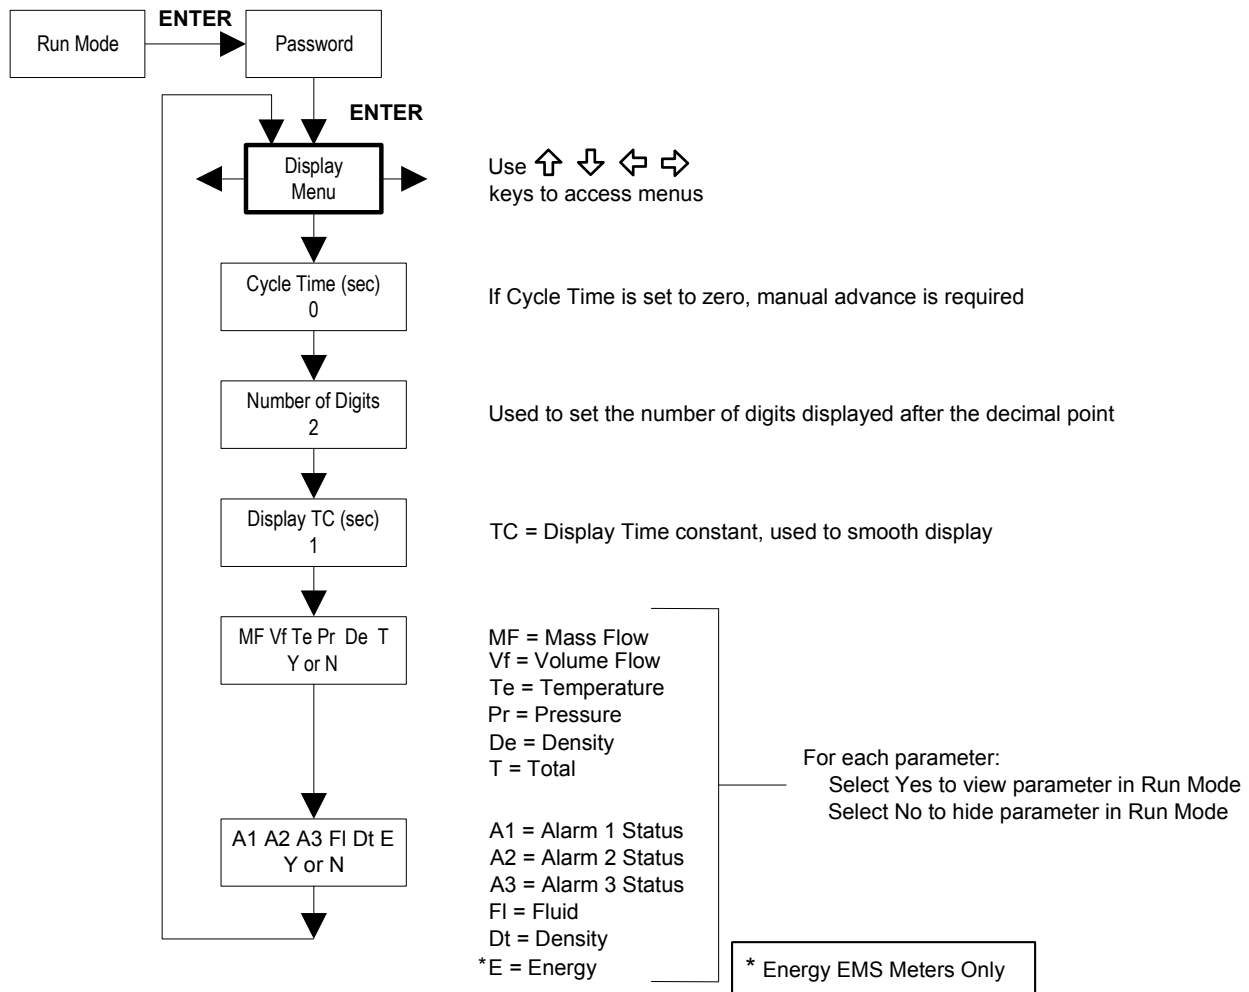 ENTER
Run Mode
Password
ENTER
Display
Menu
Use
keys to access menus
Cycle Time (sec)
0
If Cycle Time is set to zero, manual advance is required
Number of Digits
2
Used to set the number of digits displayed after the decimal point
Display TC (sec)
1
TC = Display Time constant, used to smooth display
MF Vf Te Pr De T
Y or N
MF = Mass Flow
Vf = Volume Flow
Te = Temperature
Pr = Pressure
De = Density
T = Total
For each parameter:
Select Yes to view parameter in Run Mode
Select No to hide parameter in Run Mode
A1 A2 A3 Fl Dt E
Y or N
A1 = Alarm 1 Status
A2 = Alarm 2 Status
A3 = Alarm 3 Status
Fl = Fluid
Dt = Density
*E = Energy
* Energy EMS Meters Only